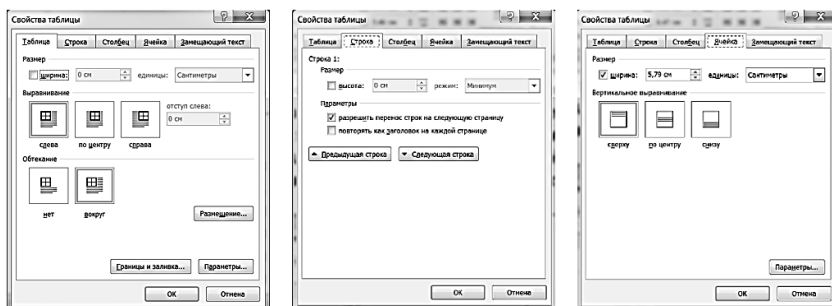 Свойства таблицы
Таблица Строка Столбец Ячейка Замещающий текст
Размер
ширина: 0 см единицы: Сантиметры
Выравнивание
отступ слева:
0 см
слева по центру справа
Обтекание
нет вокруг
Размещение...
Границы и заливка... Параметры...
ОК Отмена
Свойства таблицы
Таблица Строка Столбец Ячейка Замещающий текст
Строка 1:
Размер
высота: 0 см режим: Минимум
Параметры
разрешить перенос строк на следующую страницу
повторять как заголовок на каждой странице
Предыдущая строка Следующая строка
ОК Отмена
Свойства таблицы
Таблица Строка Столбец Ячейка Замещающий текст
Размер
ширина: 5,79 см единицы: Сантиметры
Вертикальное выравнивание
сверху по центру снизу
Параметры...
ОК Отмена